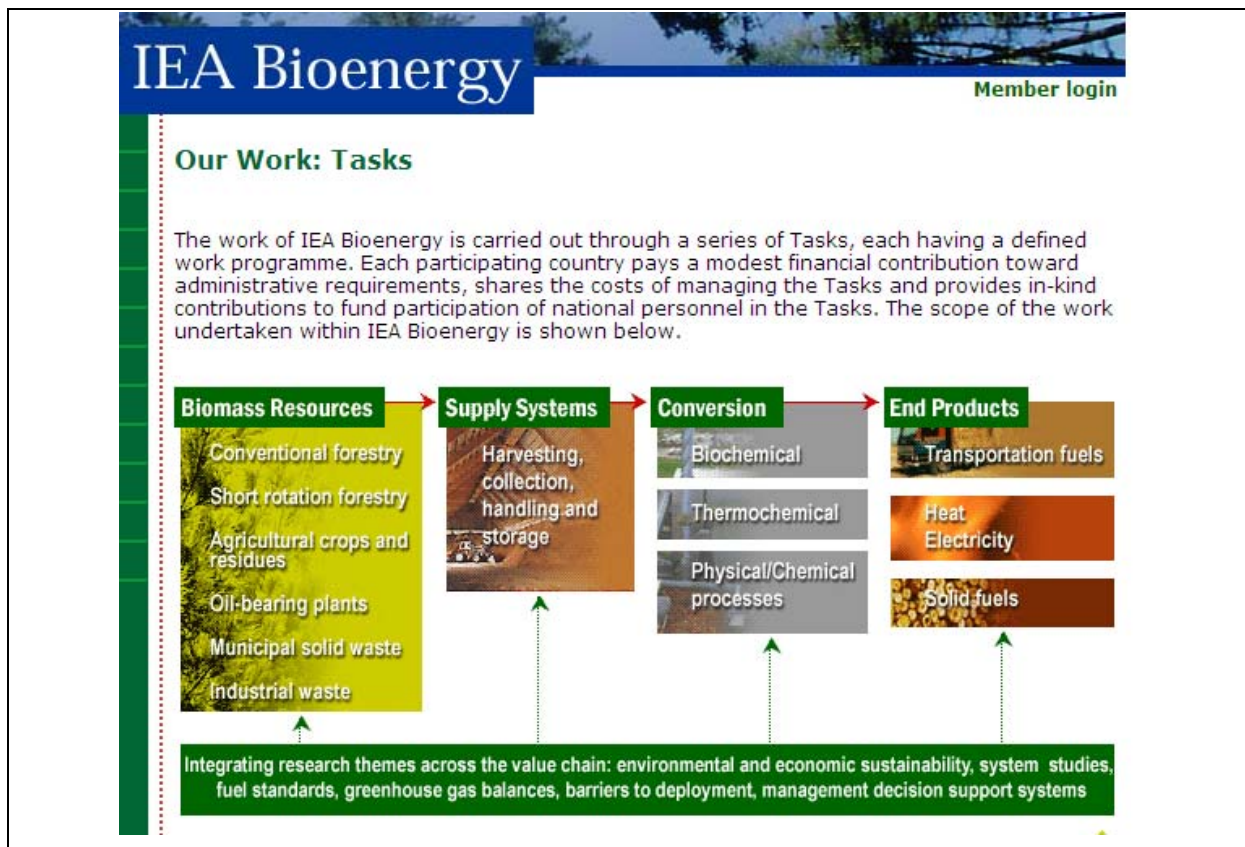 IEA Bioenergy
Member login
Our Work: Tasks
The work of IEA Bioenergy is carried out through a series of Tasks, each having a defined
work programme. Each participating country pays a modest financial contribution toward
administrative requirements, shares the costs of managing the Tasks and provides in-kind
contributions to fund participation of national personnel in the Tasks. The scope of the work
undertaken within IEA Bioenergy is shown below.
Biomass Resources
Conventional forestry
Short rotation forestry
Agricultural crops and
residues
Oil-bearing plants
Municipal solid waste
Industrial waste
Supply Systems
Harvesting,
collection,
handling and
storage
Conversion
Biochemical
Thermochemical
Physical/Chemical
processes
End Products
Transportation fuels
Heat
Electricity
Solid fuels
Integrating research themes across the value chain: environmental and economic sustainability, system studies,
fuel standards, greenhouse gas balances, barriers to deployment, management decision support systems